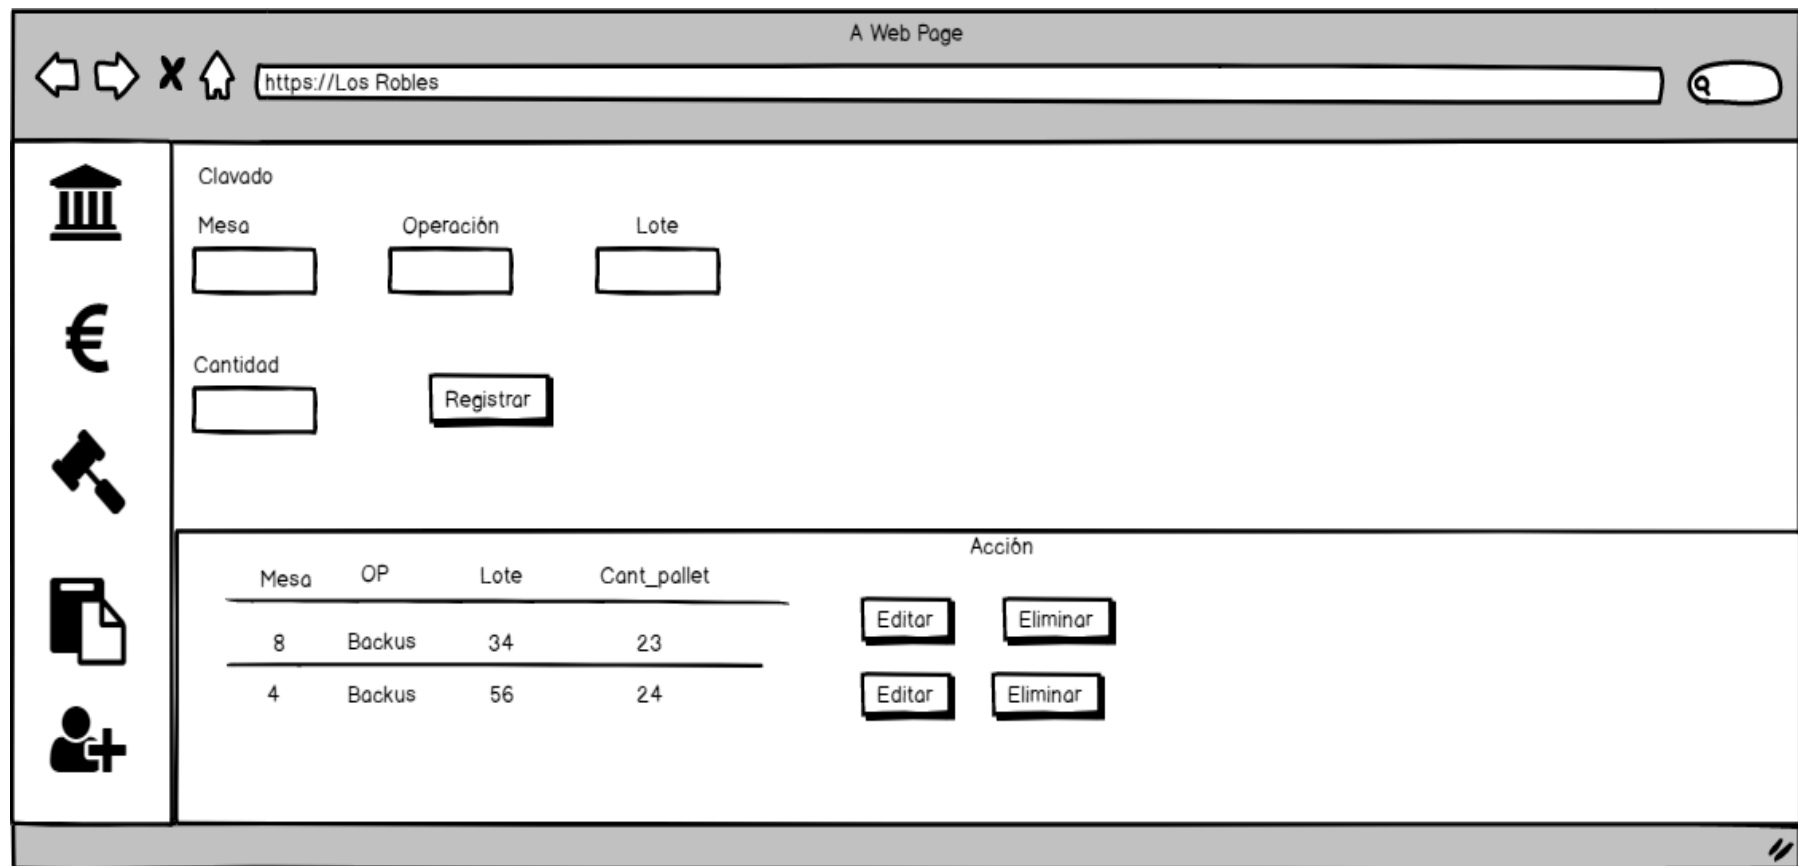 A Web Page
https://Los Robles
Clavado
Mesa Operación Lote
Cantidad
Registrar
Acción
Mesa OP Lote Cant_pallet
Editar Eliminar
8 Backus 34 23
4 Backus 56 24 Editar Eliminar